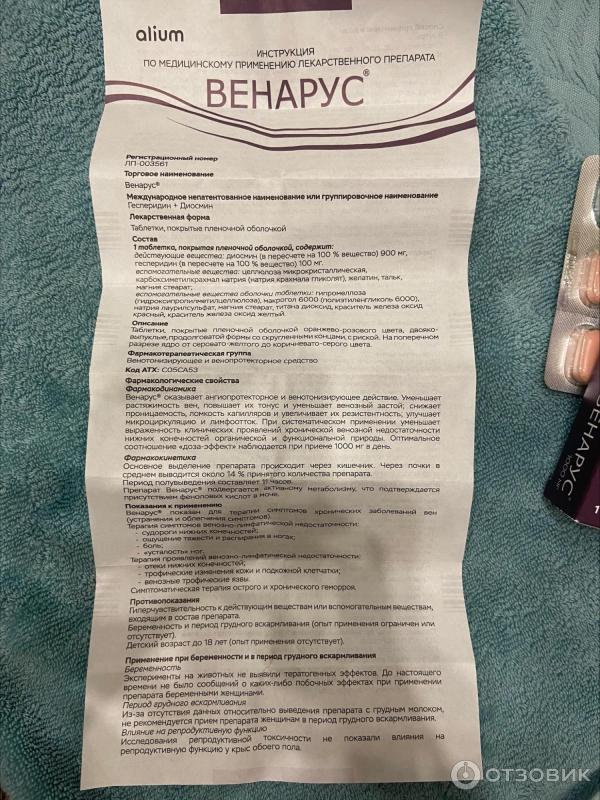 alium
ИНСТРУКЦИЯ
ПО МЕДИЦИНСКОМУ ПРИМЕНЕНИЮ ЛЕКАРСТВЕННОГО ПРЕПАРАТА
ВЕНАРУС®
Регистрационный номер
ЛП-003561
Торговое наименование
Венарус®
Международное непатентованное наименование или группировочное наименование
Гесперидин + Диосмин
Лекарственная форма
Таблетки, покрытые пленочной оболочкой
Состав
1 таблетка, покрытая пленочной оболочкой, содержит:
действующие вещества: диосмин (в пересчете на 100 % вещество) 900 мг,
гесперидин (в пересчете на 100 % вещество) 100 мг.
вспомогательные вещества: целлюлоза микрокристаллическая,
карбоксиметилкрахмал натрия (натрия крахмала гликолят), желатин, тальк,
магния стеарат;
вспомогательные вещества оболочки таблетки: гипромеллоза
(гидроксипропилметилцеллюлоза), макрогол 6000 (полиэтиленгликоль 6000),
натрия лаурилсульфат, магния стеарат, титана диоксид, краситель железа оксид
красный, краситель железа оксид желтый.
Описание
Таблетки, покрытые пленочной оболочкой оранжево-розового цвета, двояко-
выпуклые, продолговатой формы со скругленными концами, с риской. На поперечном
разрезе ядро от серовато-желтого до коричневато-серого цвета.
Фармакотерапевтическая группа
Венотонизирующее и венопротекторное средство
Код АТХ: C05CA53
Фармакологические свойства
Фармакодинамика
Венарус® оказывает ангиопротекторное и венотонизирующее действие. Уменьшает
растяжимость вен, повышает их тонус и уменьшает венозный застой; снижает
проницаемость, ломкость капилляров и увеличивает их резистентность; улучшает
микроциркуляцию и лимфоотток. При систематическом применении уменьшает
выраженность клинических проявлений хронической венозной недостаточности
нижних конечностей органической и функциональной природы. Оптимальное
соотношение «доза-эффект» наблюдается при приеме 1000 мг в день.
Фармакокинетика
Основное выделение препарата происходит через кишечник. Через почки в
среднем выводится около 14 % принятого количества препарата.
Период полувыведения составляет 11 часов.
Препарат Венарус® подвергается активному метаболизму, что подтверждается
присутствием феноловых кислот в моче.
Показания к применению
Венарус® показан для терапии симптомов хронических заболеваний вен
(устранения и облегчения симптомов).
Терапия симптомов венозно-лимфатической недостаточности:
- судороги нижних конечностей;
- ощущение тяжести и распирания в ногах;
- боль;
- «усталость» ног.
Терапия проявлений венозно-лимфатической недостаточности:
- отеки нижних конечностей;
- трофические изменения кожи и подкожной клетчатки;
- венозные трофические язвы.
Симптоматическая терапия острого и хронического геморроя.
Противопоказания
Гиперчувствительность к действующим веществам или вспомогательным веществам,
входящим в состав препарата.
Беременность и период грудного вскармливания (опыт применения ограничен или
отсутствует).
Детский возраст до 18 лет (опыт применения отсутствует).
Применение при беременности и в период грудного вскармливания
Беременность
Эксперименты на животных не выявили тератогенных эффектов. До настоящего
времени не было сообщений о каких-либо побочных эффектах при применении
препарата беременными женщинами.
Период грудного вскармливания
Из-за отсутствия данных относительно выведения препарата с грудным молоком,
не рекомендуется прием препарата женщинам в период грудного вскармливания.
Влияние на репродуктивную функцию
Исследования репродуктивной токсичности не показали влияния на
репродуктивную функцию у крыс обоего пола.
ВЕНАРУС
1000 мг
ОТЗОВИК